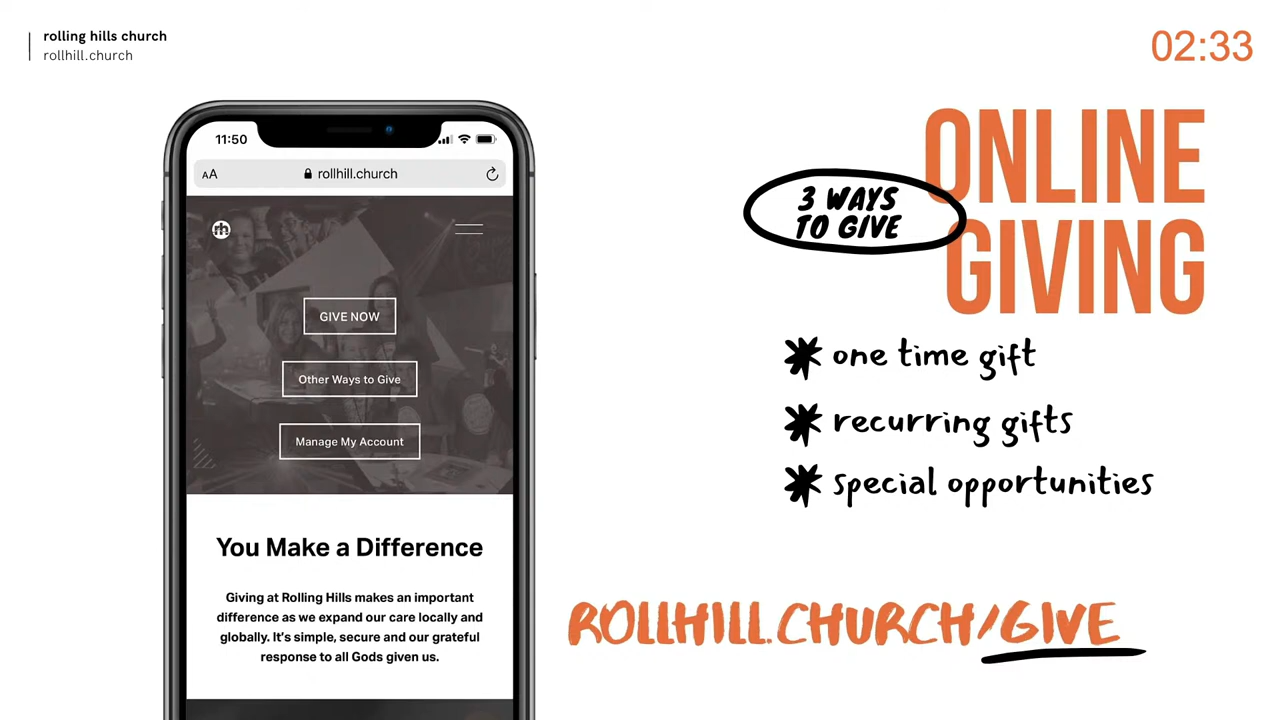 rolling hills church
rollhill.church
02:33
11:50
AA
rollhill.church
rh
GIVE NOW
Other Ways to Give
Manage My Account
You Make a Difference
Giving at Rolling Hills makes an important
difference as we expand our care locally and
globally. It's simple, secure and our grateful
response to all Gods given us.
ONLINE
GIVING
3 WAYS
TO GIVE
one time gift
recurring gifts
special opportunities
ROLLHILL.CHURCH/GIVE